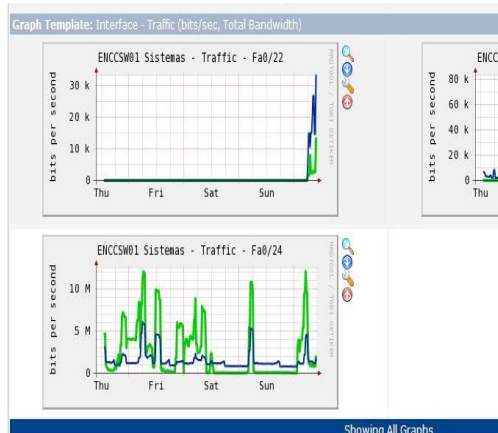 Graph Template: Interface - Traffic (bits/sec, Total Bandwidth)
ENCCSW01 Sistemas - Traffic - Fa0/22
RRDTOOL / TOBI OETIKER
bits per second
30 k
20 k
10 k
0
Thu Fri Sat Sun
ENCC
bits per second
80 k
60 k
40 k
20 k
0
Thu
ENCCSW01 Sistemas - Traffic - Fa0/24
RRDTOOL / TOBI OETIKER
bits per second
10 M
5 M
0
Thu Fri Sat Sun
Showing All Graphs